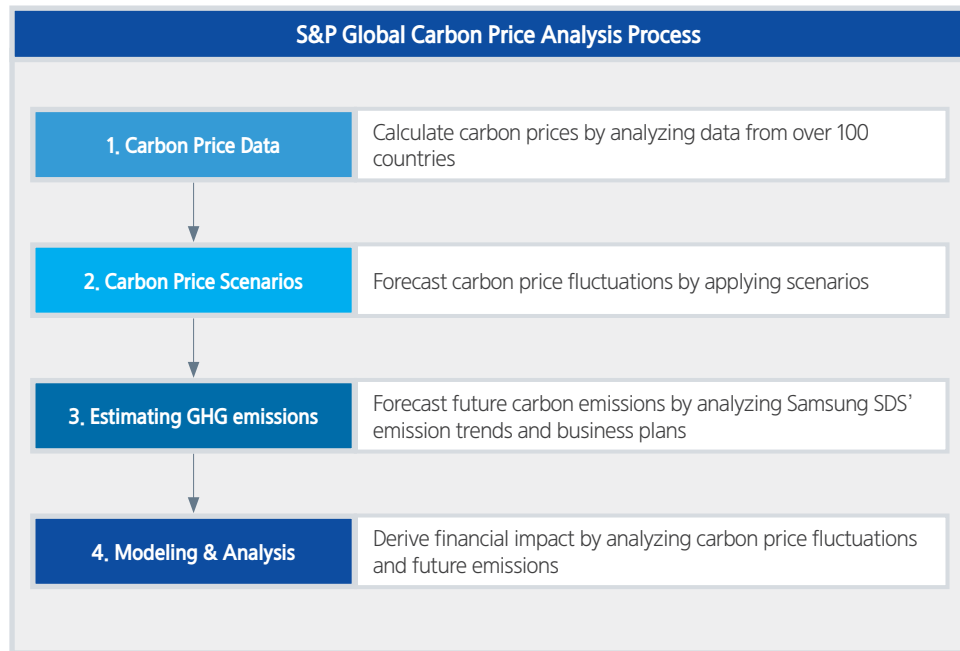 S&P Global Carbon Price Analysis Process
1. Carbon Price Data
Calculate carbon prices by analyzing data from over 100
countries
2. Carbon Price Scenarios
Forecast carbon price fluctuations by applying scenarios
3. Estimating GHG emissions
Forecast future carbon emissions by analyzing Samsung SDS’
emission trends and business plans
4. Modeling & Analysis
Derive financial impact by analyzing carbon price fluctuations
and future emissions